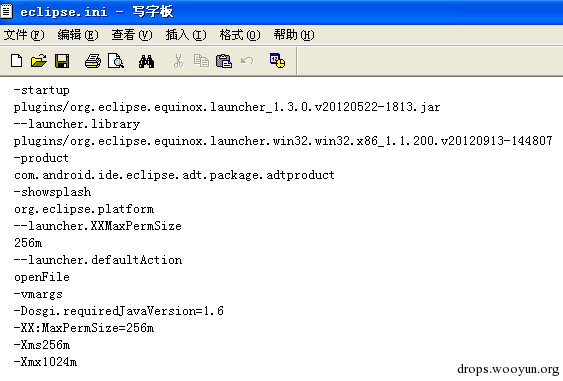 eclipse.ini - 写字板
文件(F) 编辑(E) 查看(V) 插入(I) 格式(O) 帮助(H)
-startup
plugins/org.eclipse.equinox.launcher_1.3.0.v20120522-1813.jar
--launcher.library
plugins/org.eclipse.equinox.launcher.win32.win32.x86_1.1.200.v20120913-144807
-product
com.android.ide.eclipse.adt.package.adtproduct
-showsplash
org.eclipse.platform
--launcher.XXMaxPermSize
256m
--launcher.defaultAction
openFile
-vmargs
-Dosgi.requiredJavaVersion=1.6
-XX:MaxPermSize=256m
-Xms256m
-Xmx1024m
drops.wooyun.org